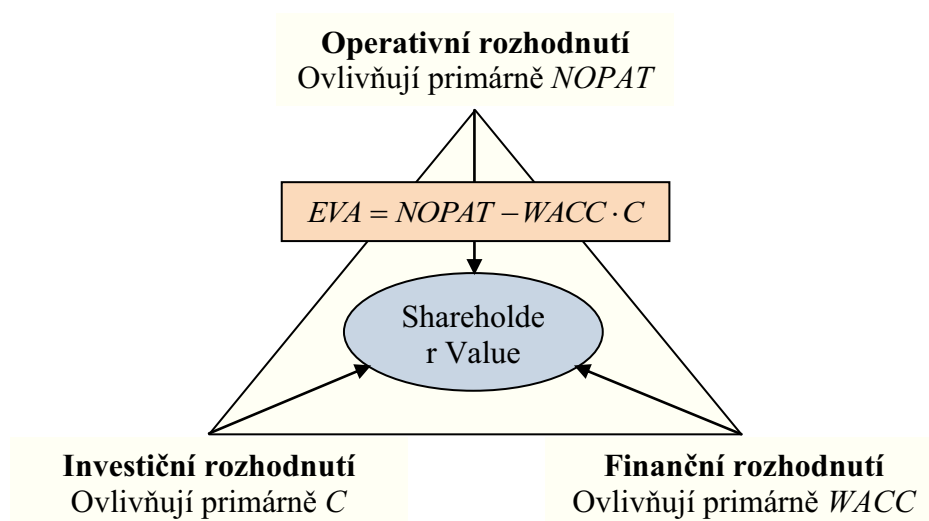 Operativní rozhodnutí
Ovlivňují primárně NOPAT
EVA = NOPAT − WACC · C
Shareholde
r Value
Investiční rozhodnutí
Ovlivňují primárně C
Finanční rozhodnutí
Ovlivňují primárně WACC